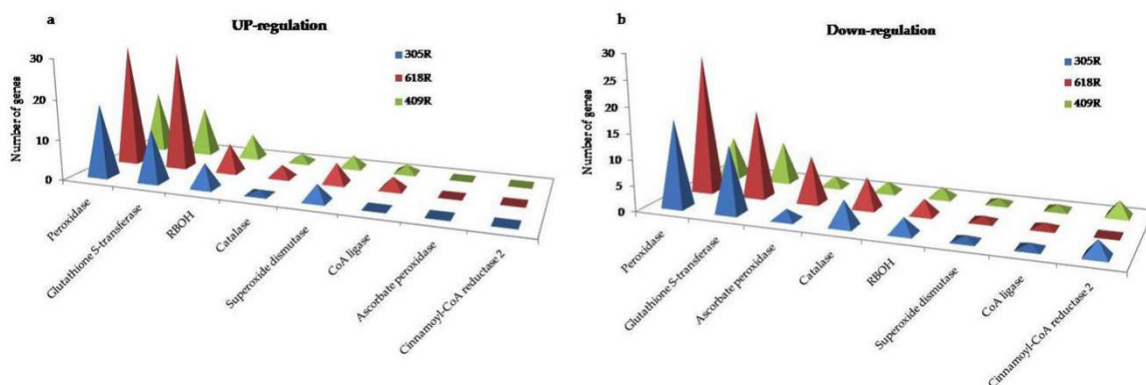 a
UP-regulation
305R
618R
409R
Number of genes
30
20
10
0
Peroxidase
Glutathione S-transferase
RBOH
Catalase
Superoxide dismutase
CoA ligase
Ascorbate peroxidase
Cinnamoyl-CoA reductase 2
b
Down-regulation
305R
618R
409R
Number of genes
30
25
20
15
10
5
0
Peroxidase
Glutathione S-transferase
Ascorbate peroxidase
Catalase
RBOH
Superoxide dismutase
CoA ligase
Cinnamoyl-CoA reductase 2